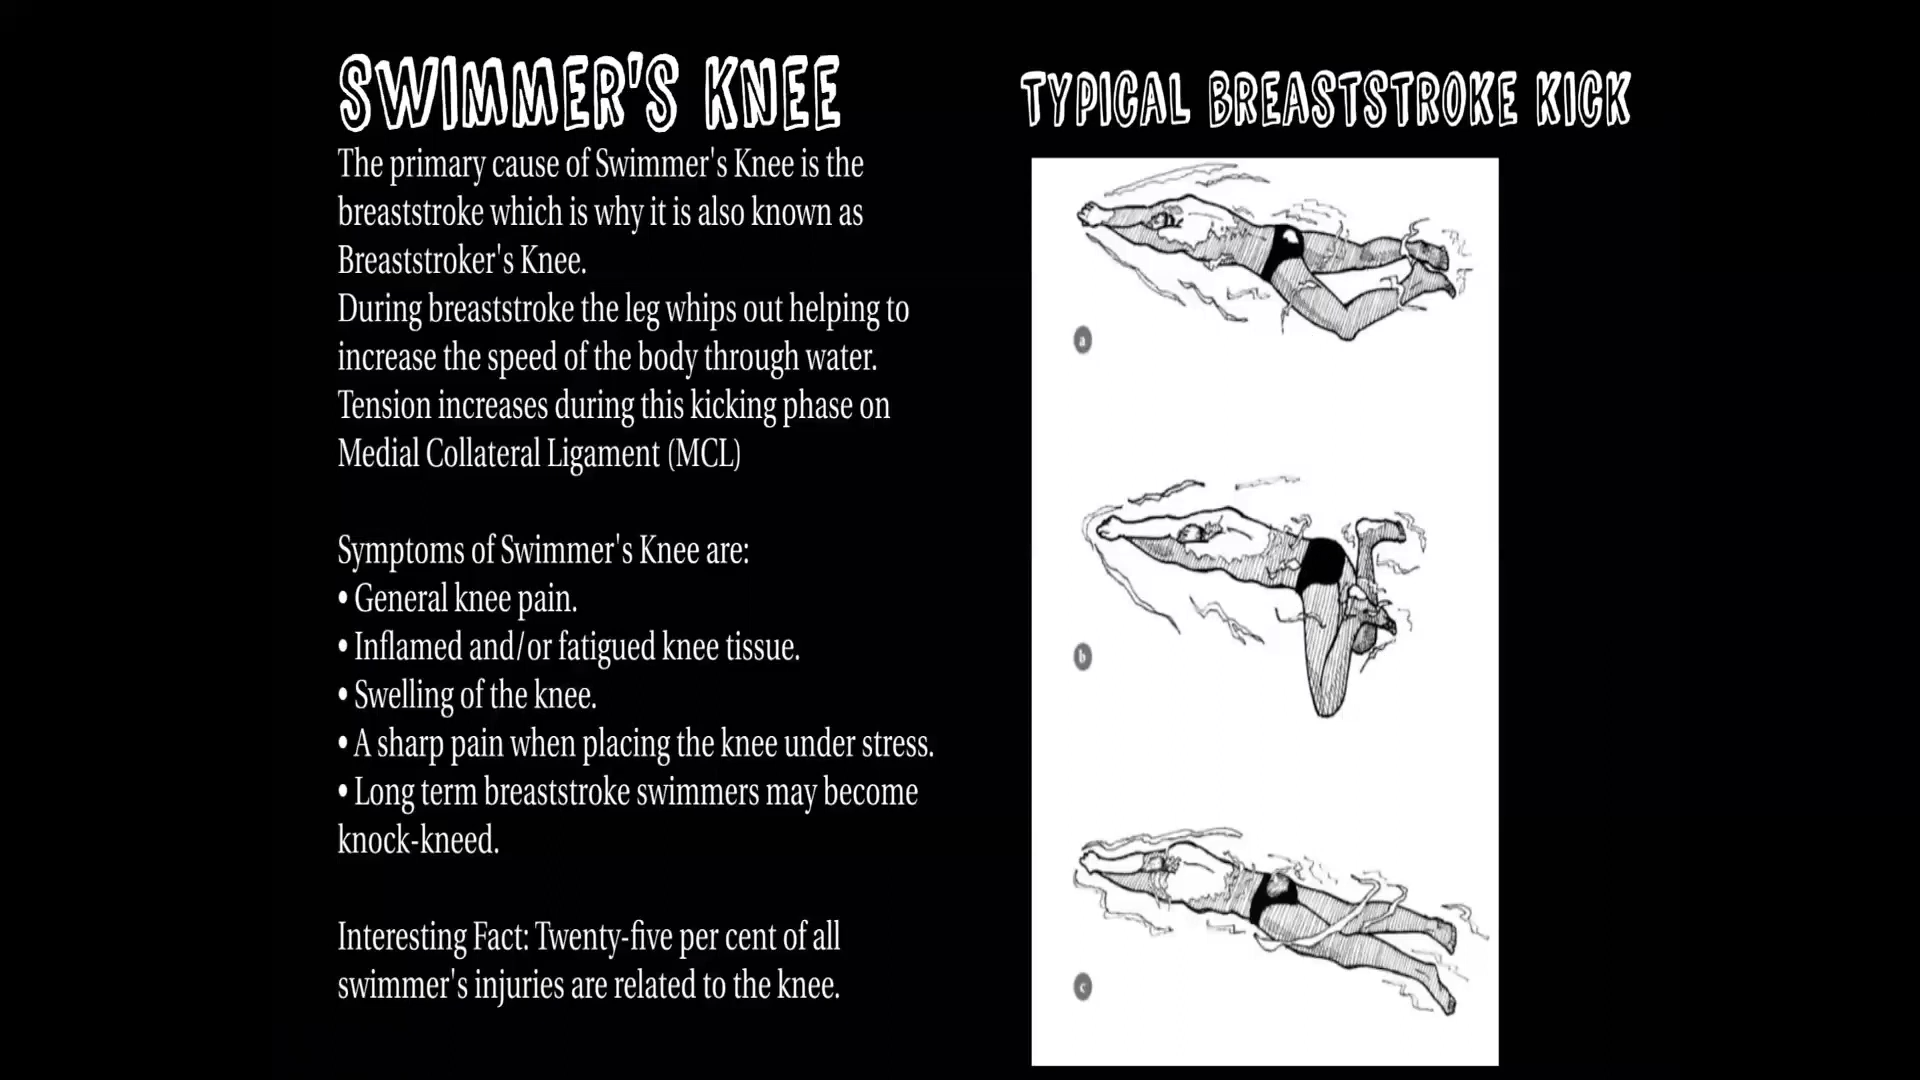 SWIMMER'S KNEE
The primary cause of Swimmer's Knee is the
breaststroke which is why it is also known as
Breaststroker's Knee.
During breaststroke the leg whips out helping to
increase the speed of the body through water.
Tension increases during this kicking phase on
Medial Collateral Ligament (MCL)
Symptoms of Swimmer's Knee are:
• General knee pain.
• Inflamed and/or fatigued knee tissue.
• Swelling of the knee.
• A sharp pain when placing the knee under stress.
• Long term breaststroke swimmers may become
knock-kneed.
Interesting Fact: Twenty-five per cent of all
swimmer's injuries are related to the knee.
TYPICAL BREASTSTROKE KICK
a
b
c